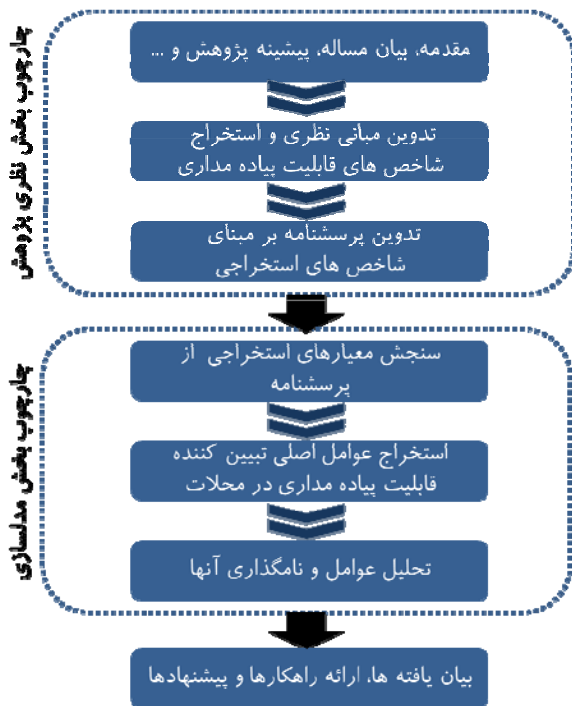 چارچوب بخش نظری پژوهش
مقدمه، بیان مساله، پیشینه پژوهش و ...
تدوین مبانی نظری و استخراج
شاخص های قابلیت پیاده مداری
تدوین پرسشنامه بر مبنای
شاخص های استخراجی
چارچوب بخش مدلسازی
سنجش معیارهای استخراجی از
پرسشنامه
استخراج عوامل اصلی تبیین کننده
قابلیت پیاده مداری در محلات
تحلیل عوامل و نامگذاری آنها
بیان یافته ها، ارائه راهکارها و پیشنهادها